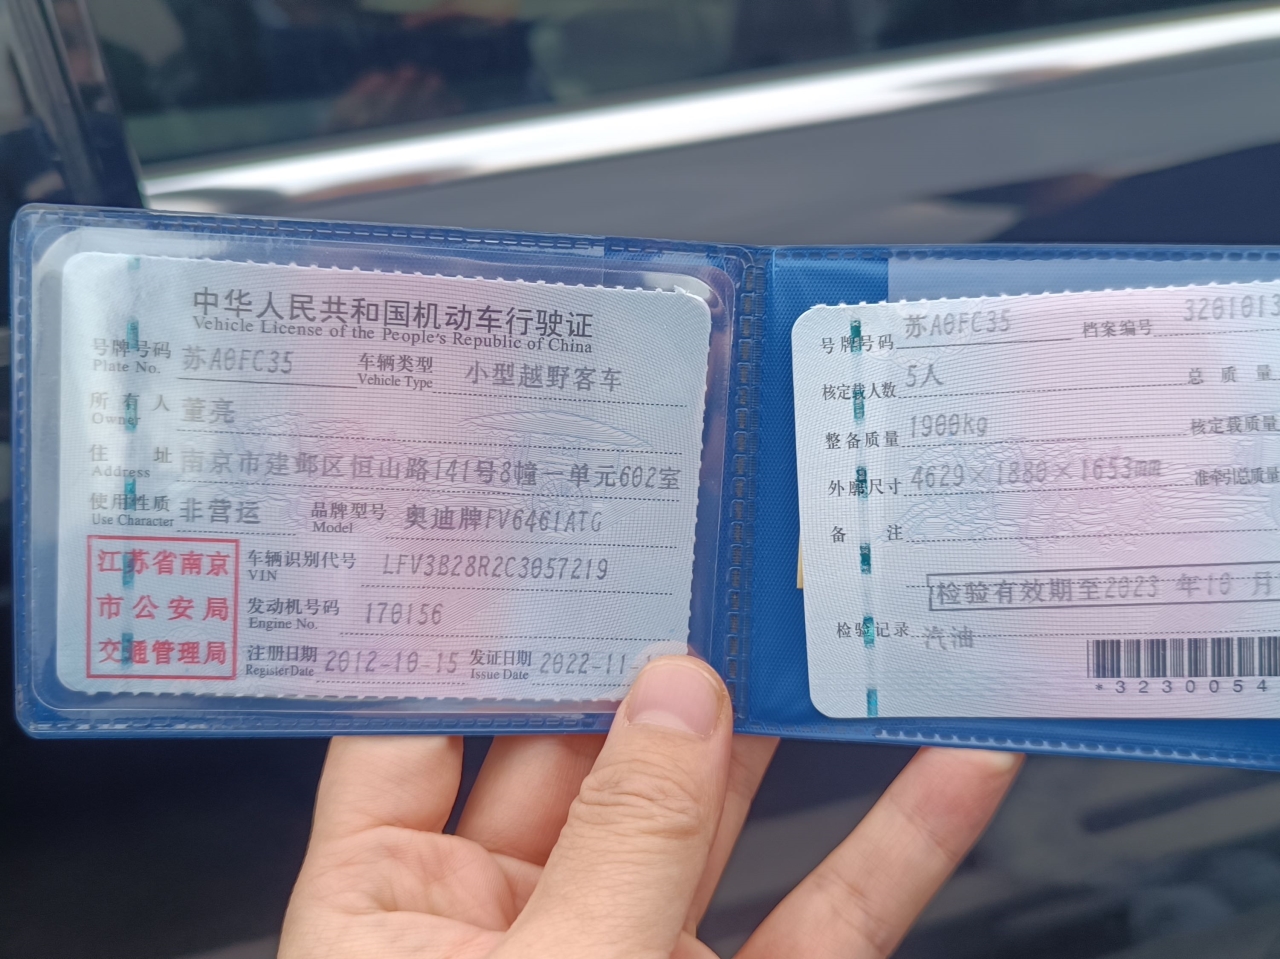 中华人民共和国机动车行驶证
Vehicle License of the People's Republic of China
号牌号码 苏A0FC35 车辆类型 小型越野客车
Plate No. Vehicle Type
所有人 董亮
Owner
住址 南京市建邺区恒山路141号8幢一单元602室
Address
使用性质 非营运 品牌型号 奥迪牌FV6461ATG
Use Character Model
江苏省南京
市公安局
交通管理局
车辆识别代号 LFV3B28R2C3057219
VIN
发动机号码 170156
Engine No.
注册日期 2012-10-15 发证日期 2022-11-
Register Date Issue Date
号牌号码 苏A0FC35 档案编号 3201013
核定载人数 5人 总质量
整备质量 1900kg 核定载质量
外廓尺寸 4629×1880×1653mm 准牵引总质量
备注
检验有效期至2023 年10 月
检验记录 汽油
*3230054